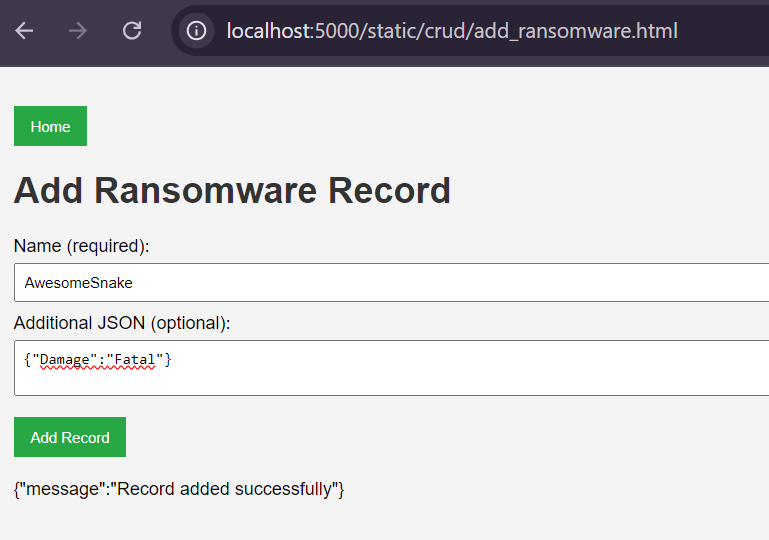 localhost:5000/static/crud/add_ransomware.html
Home
Add Ransomware Record
Name (required):
AwesomeSnake
Additional JSON (optional):
{"Damage":"Fatal"}
Add Record
{"message":"Record added successfully"}